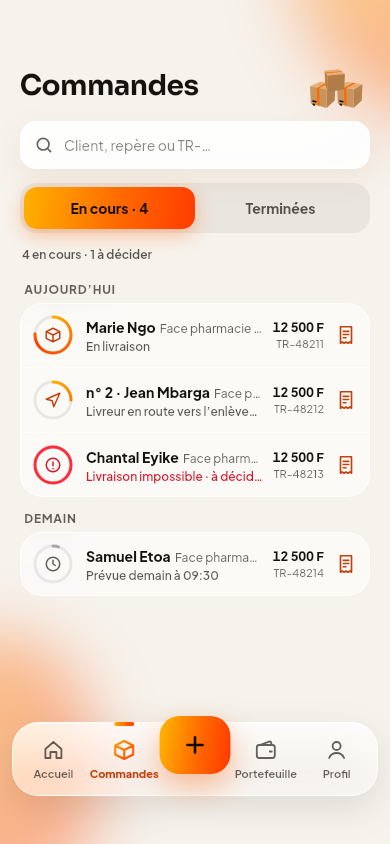 Commandes
Client, repère ou TR-…
En cours · 4
Terminées
4 en cours · 1 à décider
AUJOURD’HUI
Marie Ngo Face pharmacie … 12 500 F
En livraison TR-48211
n° 2 · Jean Mbarga Face p… 12 500 F
Livreur en route vers l’enlève… TR-48212
Chantal Eyike Face pharm… 12 500 F
Livraison impossible · à décid… TR-48213
DEMAIN
Samuel Etoa Face pharma… 12 500 F
Prévue demain à 09:30 TR-48214
Accueil Commandes Portefeuille Profil